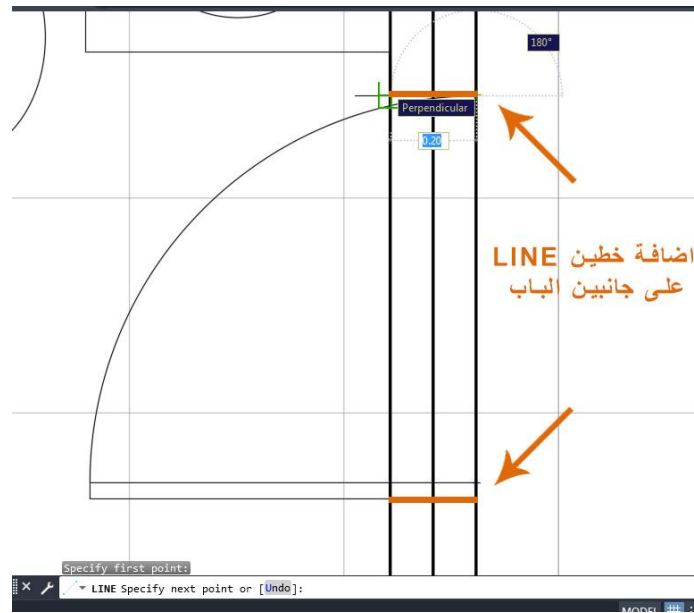 180°
Perpendicular
0.20
اضافة خطين LINE
على جانبين الباب
Specify first point:
LINE Specify next point or [Undo]:
MODEL